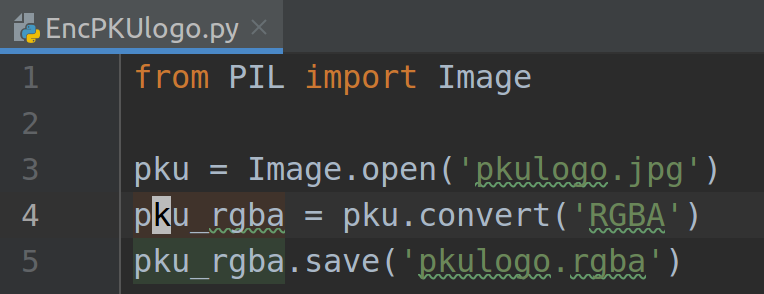 EncPKUlogo.py
1 from PIL import Image
2
3 pku = Image.open('pkulogo.jpg')
4 pku_rgba = pku.convert('RGBA')
5 pku_rgba.save('pkulogo.rgba')